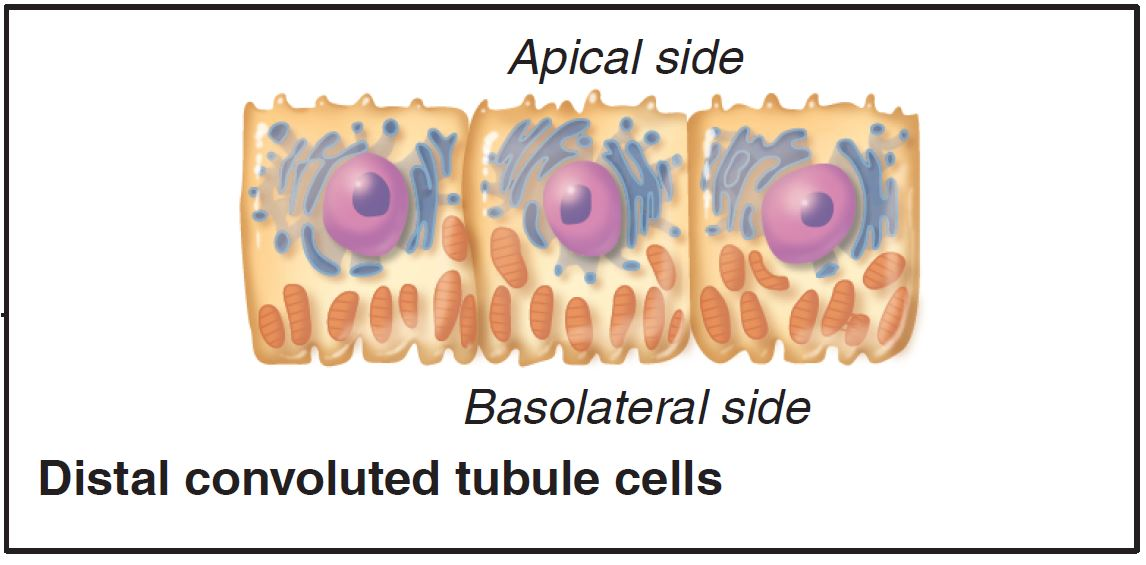 Apical side
Basolateral side
Distal convoluted tubule cells